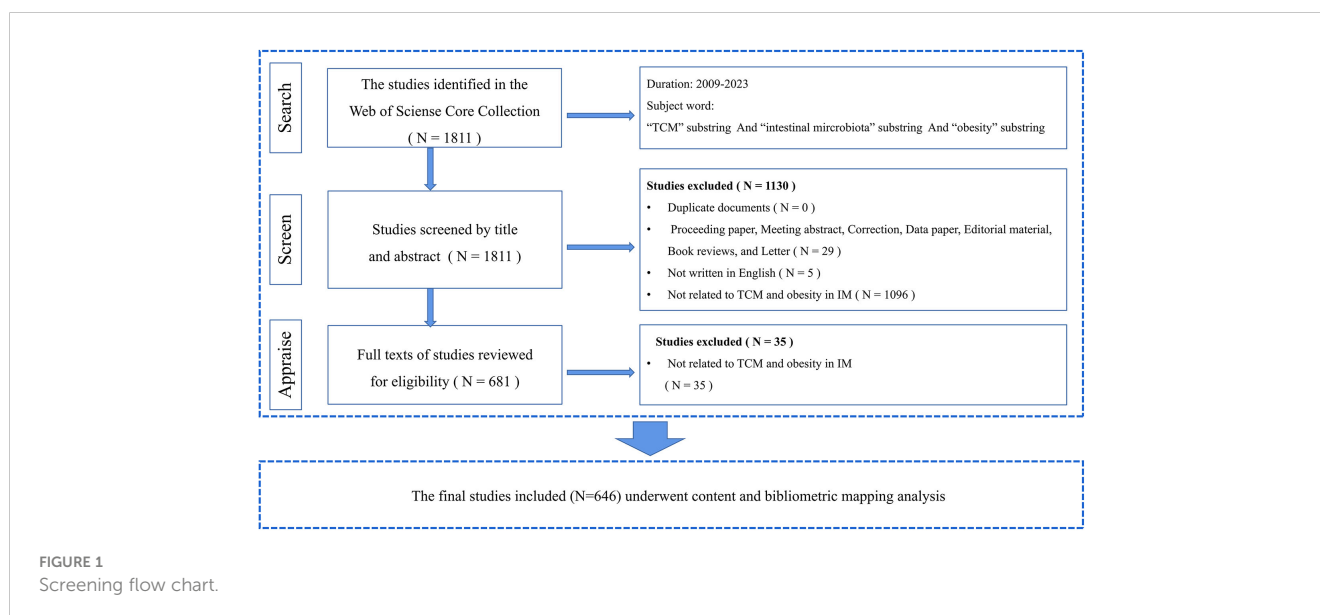 Search
The studies identified in the
Web of Sciense Core Collection
( N = 1811 )
Duration: 2009-2023
Subject word:
“TCM” substring And “intestinal mircrobiota” substring And “obesity” substring
Screen
Studies screened by title
and abstract ( N = 1811 )
Studies excluded ( N = 1130 )
• Duplicate documents ( N = 0 )
• Proceeding paper, Meeting abstract, Correction, Data paper, Editorial material,
Book reviews, and Letter ( N = 29 )
• Not written in English ( N = 5 )
• Not related to TCM and obesity in IM ( N = 1096 )
Appraise
Full texts of studies reviewed
for eligibility ( N = 681 )
Studies excluded ( N = 35 )
• Not related to TCM and obesity in IM
( N = 35 )
The final studies included (N=646) underwent content and bibliometric mapping analysis
FIGURE 1
Screening flow chart.